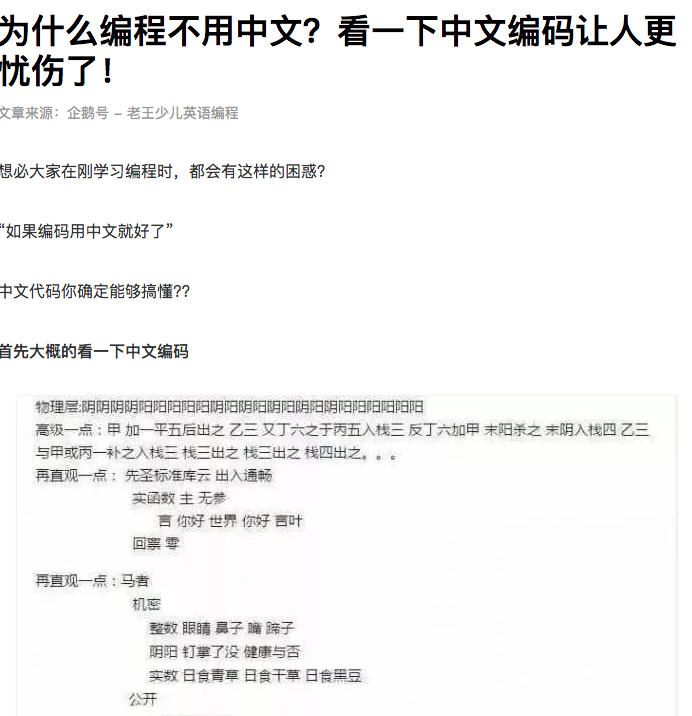 为什么编程不用中文？看一下中文编码让人更
忧伤了！
文章来源：企鹅号 - 老王少儿英语编程
想必大家在刚学习编程时，都会有这样的困惑?
“如果编码用中文就好了”
中文代码你确定能够搞懂??
首先大概的看一下中文编码
物理层:阴阴阴阴阳阳阳阳阳阴阳阴阳阴阳阳阴阳阳阴阳阳阳阳阳阳
高级一点：甲 加一平五后出之 乙三 又丁六之于丙五入栈三 反丁六加甲 末阳杀之 末阴入栈四 乙三
与甲或丙一补之入栈三 栈三出之 栈三出之 栈四出之。。。
再直观一点： 先圣标准库云 出入通畅
实函数 主 无参
言 你好 世界 你好 言叶
回禀 零
再直观一点：马者
机密
整数 眼睛 鼻子 嘴 蹄子
阴阳 钉掌了没 健康与否
实数 日食青草 日食干草 日食黑豆
公开